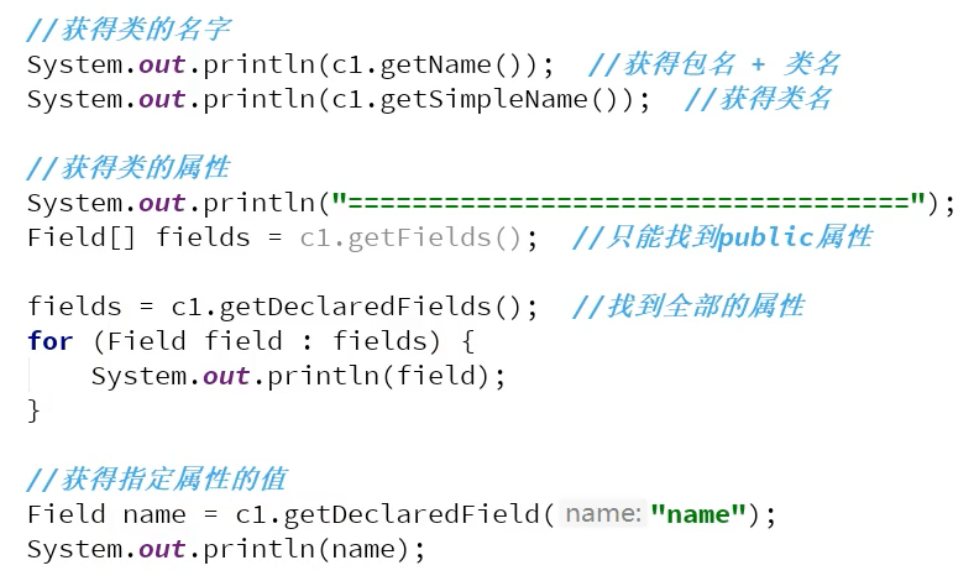 //获得类的名字
System.out.println(c1.getName());  //获得包名 + 类名
System.out.println(c1.getSimpleName());  //获得类名
//获得类的属性
System.out.println("===================================");
Field[] fields = c1.getFields();  //只能找到public属性
fields = c1.getDeclaredFields();  //找到全部的属性
for (Field field : fields) {
    System.out.println(field);
}
//获得指定属性的值
Field name = c1.getDeclaredField( name: "name");
System.out.println(name);